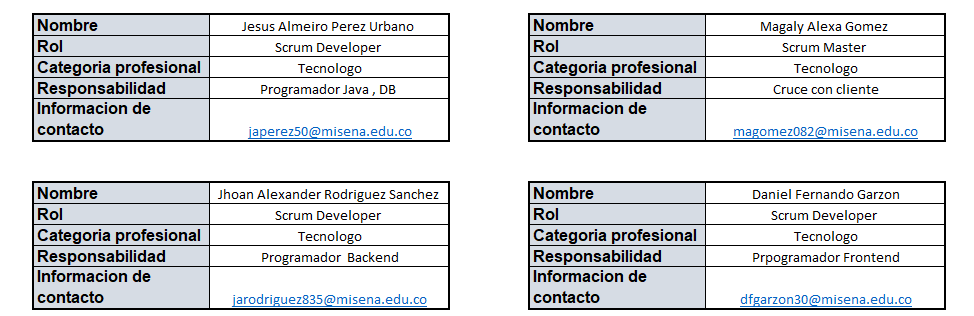 Nombre Jesus Almeiro Perez Urbano
Rol Scrum Developer
Categoria profesional Tecnologo
Responsabilidad Programador Java , DB
Informacion de
contacto japerez50@misena.edu.co
Nombre Magaly Alexa Gomez
Rol Scrum Master
Categoria profesional Tecnologo
Responsabilidad Cruce con cliente
Informacion de
contacto magomez082@misena.edu.co
Nombre Jhoan Alexander Rodriguez Sanchez
Rol Scrum Developer
Categoria profesional Tecnologo
Responsabilidad Programador Backend
Informacion de
contacto jarodriguez835@misena.edu.co
Nombre Daniel Fernando Garzon
Rol Scrum Developer
Categoria profesional Tecnologo
Responsabilidad Prpogramador Frontend
Informacion de
contacto dfgarzon30@misena.edu.co